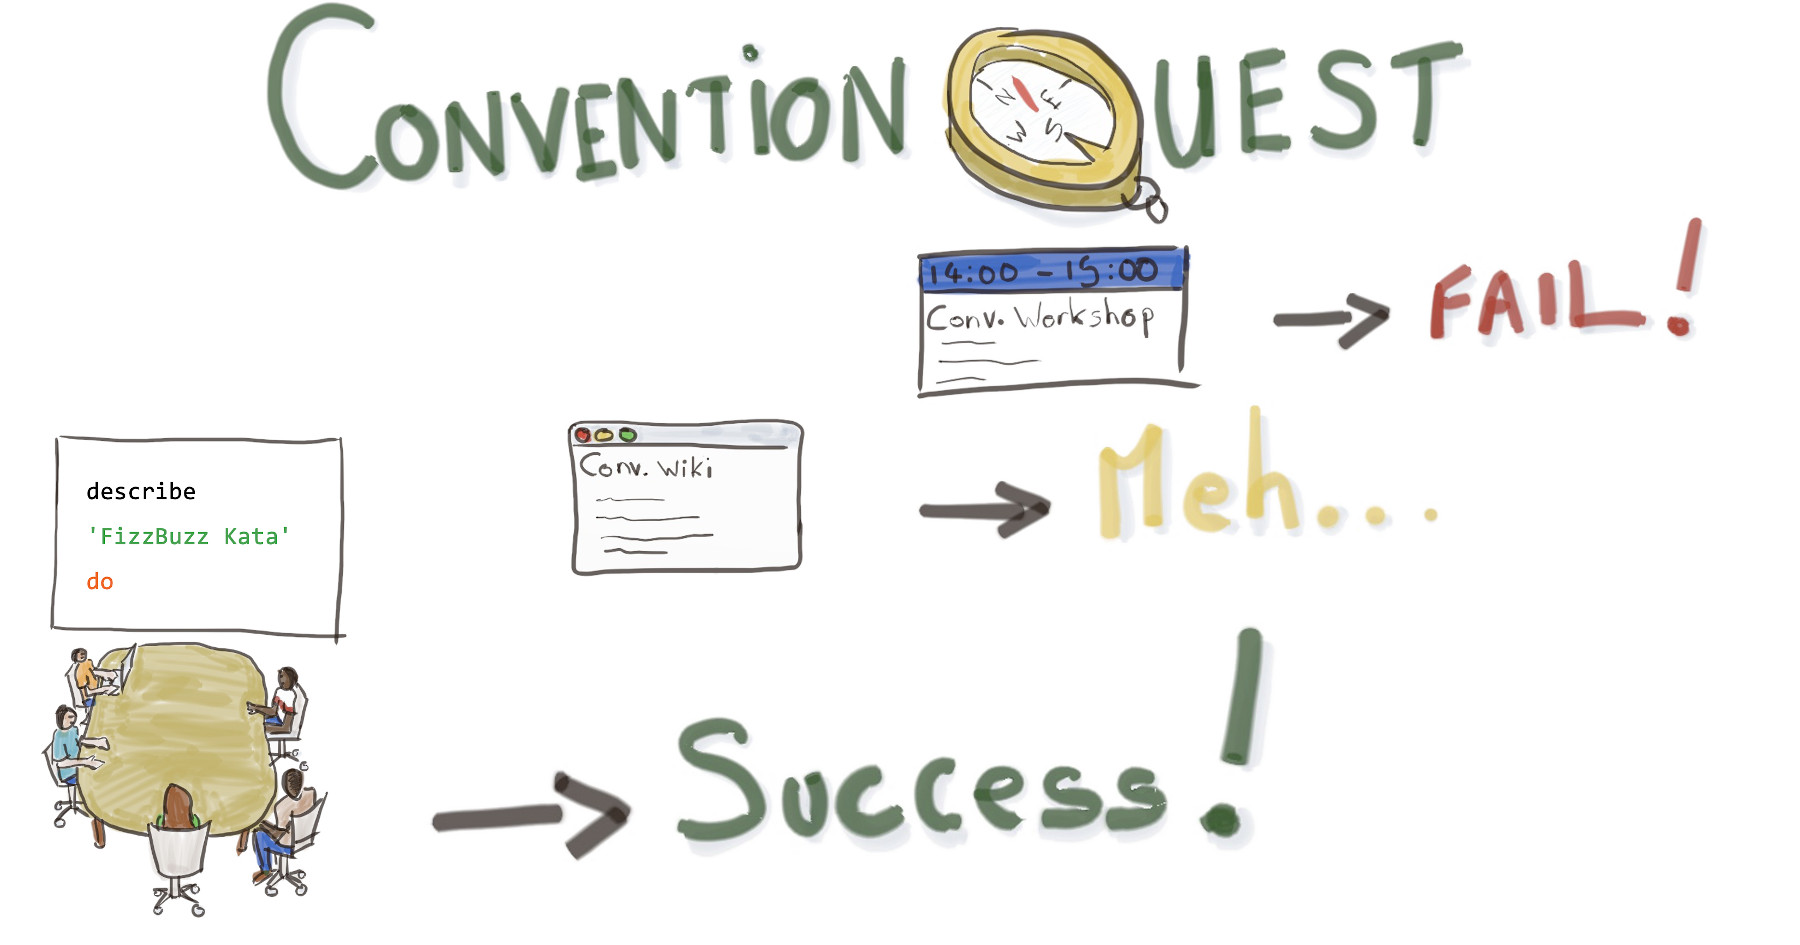 CONVENTION QUEST
N E
W S
14:00 - 15:00
Conv. Workshop
FAIL!
Conv. Wiki
Meh...
describe
'FizzBuzz Kata'
do
Success!